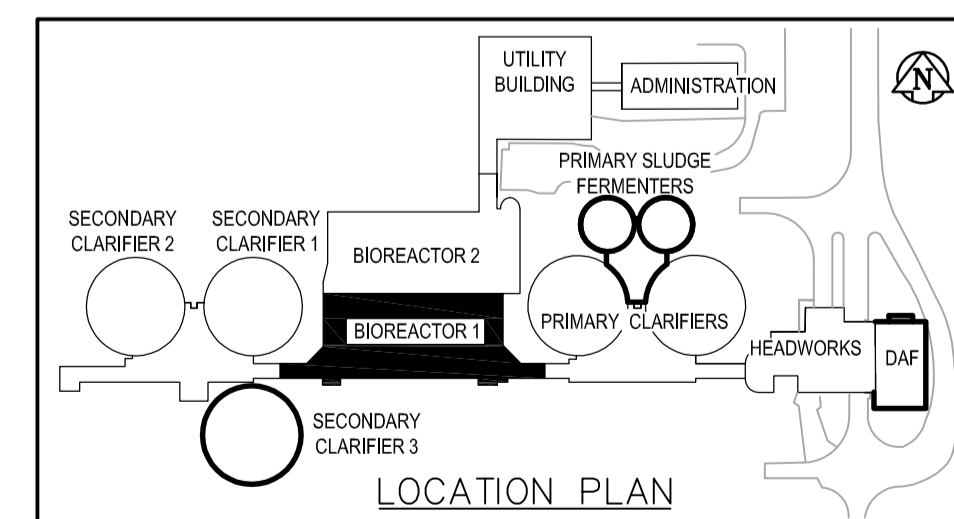 UTILITY
BUILDING
ADMINISTRATION
N
PRIMARY SLUDGE
FERMENTERS
SECONDARY
CLARIFIER 2
SECONDARY
CLARIFIER 1
BIOREACTOR 2
BIOREACTOR 1
PRIMARY CLARIFIERS
HEADWORKS
DAF
SECONDARY
CLARIFIER 3
LOCATION PLAN